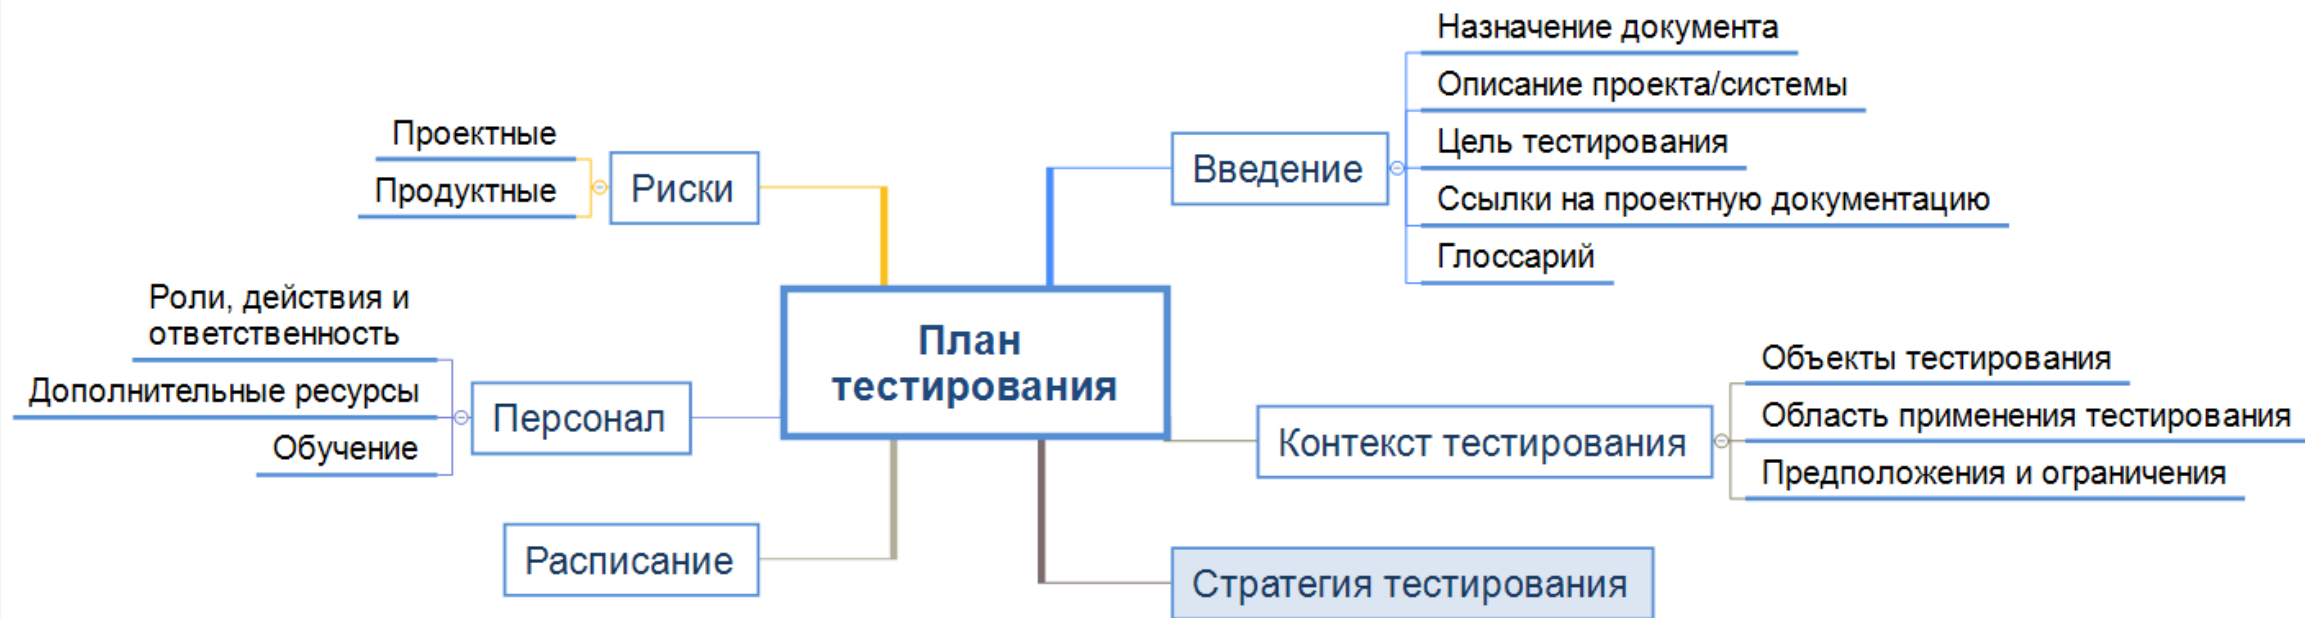 План
тестирования
Введение
Назначение документа
Описание проекта/системы
Цель тестирования
Ссылки на проектную документацию
Глоссарий
Контекст тестирования
Объекты тестирования
Область применения тестирования
Предположения и ограничения
Стратегия тестирования
Риски
Проектные
Продуктные
Персонал
Роли, действия и
ответственность
Дополнительные ресурсы
Обучение
Расписание